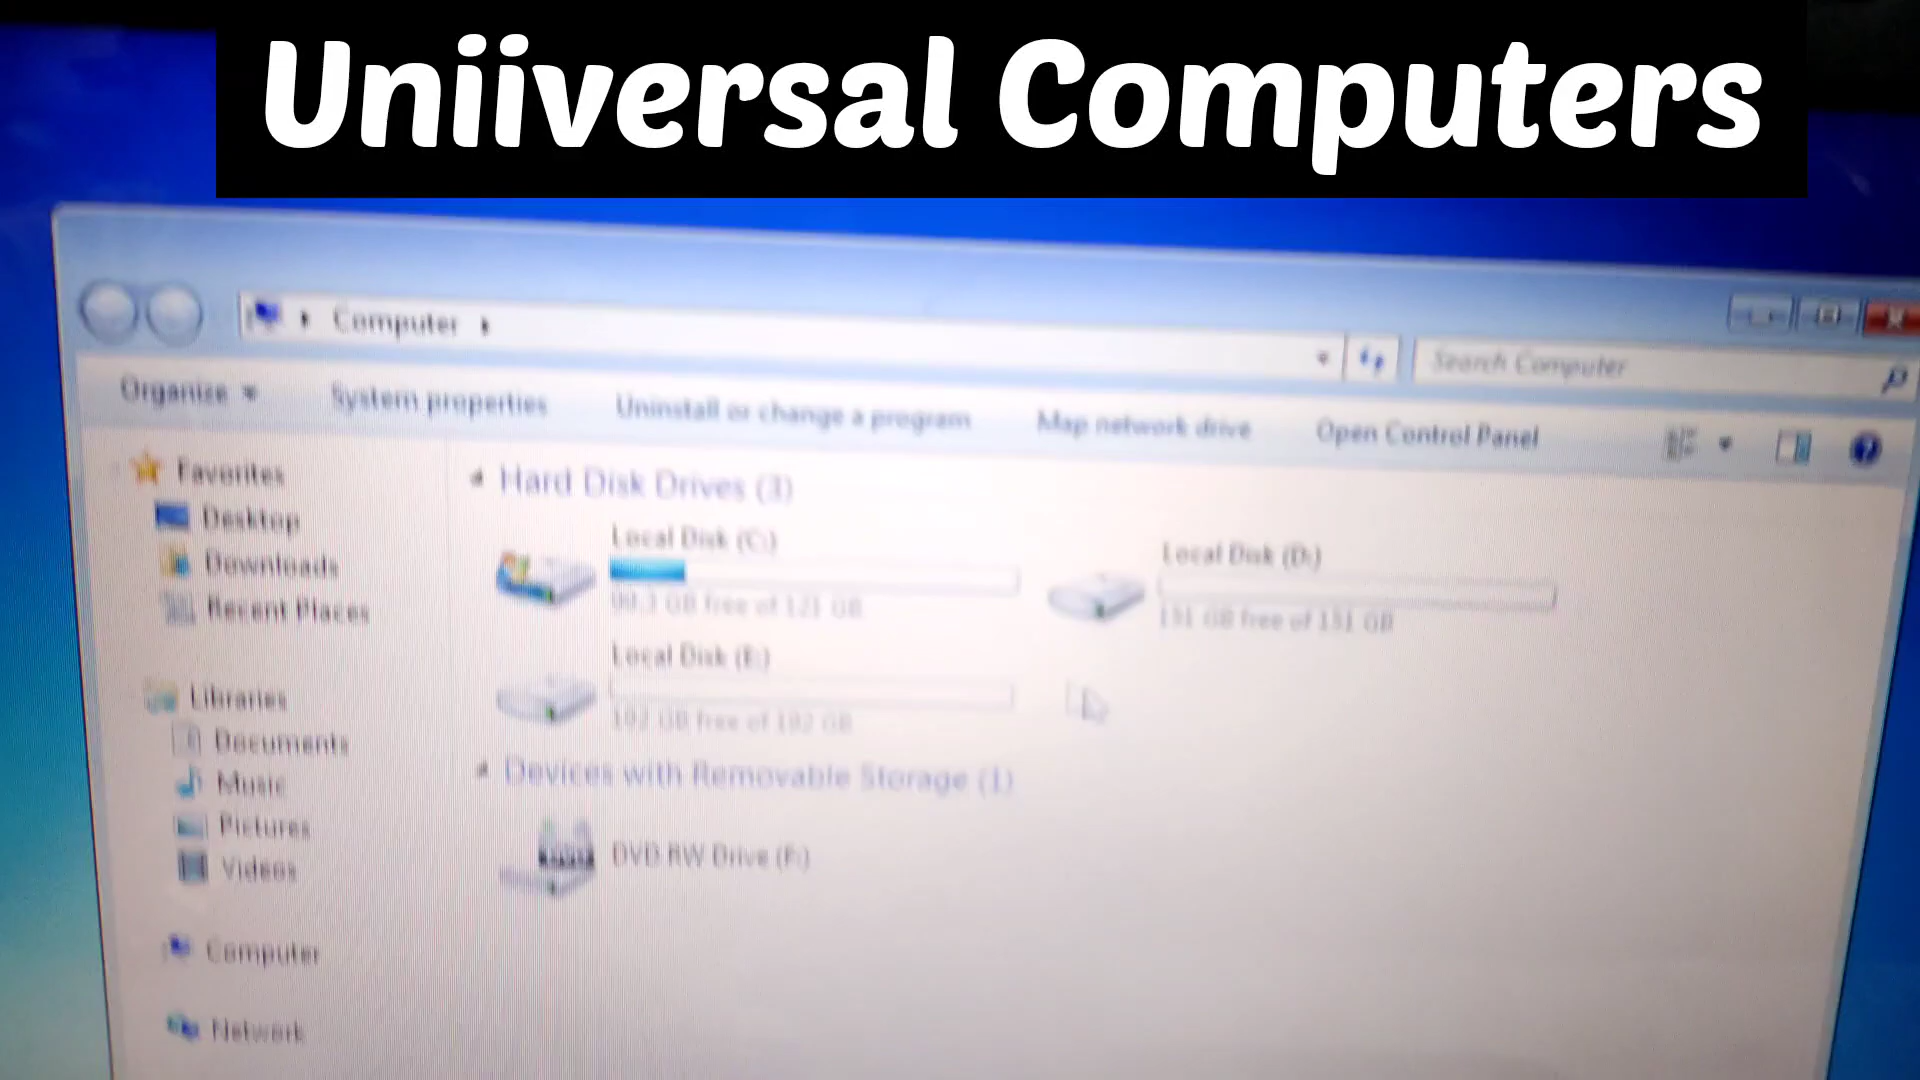 Uniiversal Computers
Computer
Search Computer
Organize
System properties
Uninstall or change a program
Map network drive
Open Control Panel
Favorites
Desktop
Downloads
Recent Places
Libraries
Documents
Music
Pictures
Videos
Computer
Network
Hard Disk Drives (3)
Local Disk (C:)
99.3 GB free of 121 GB
Local Disk (D:)
151 GB free of 151 GB
Local Disk (E:)
192 GB free of 192 GB
Devices with Removable Storage (1)
DVD RW Drive (F:)